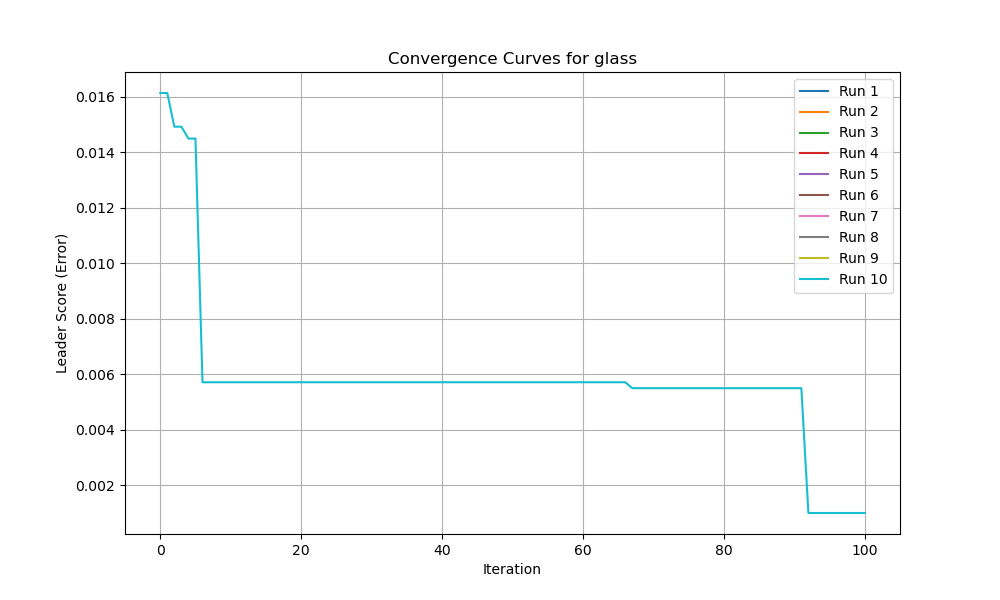 Convergence Curves for glass
Leader Score (Error)
0.016
0.014
0.012
0.010
0.008
0.006
0.004
0.002
Run 1
Run 2
Run 3
Run 4
Run 5
Run 6
Run 7
Run 8
Run 9
Run 10
0 20 40 60 80 100
Iteration